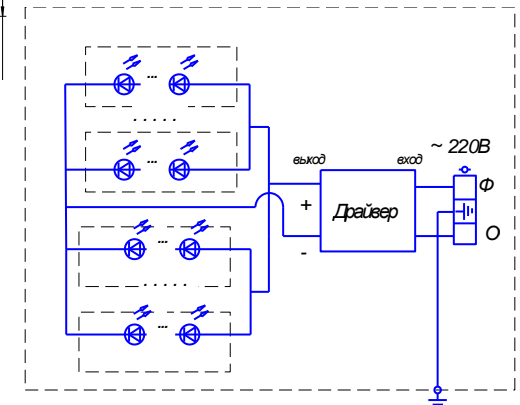 ...
. . . . .
...
выход
вход
~ 220В
+
Драйвер
Ф
О
-
...
. . . . .
...